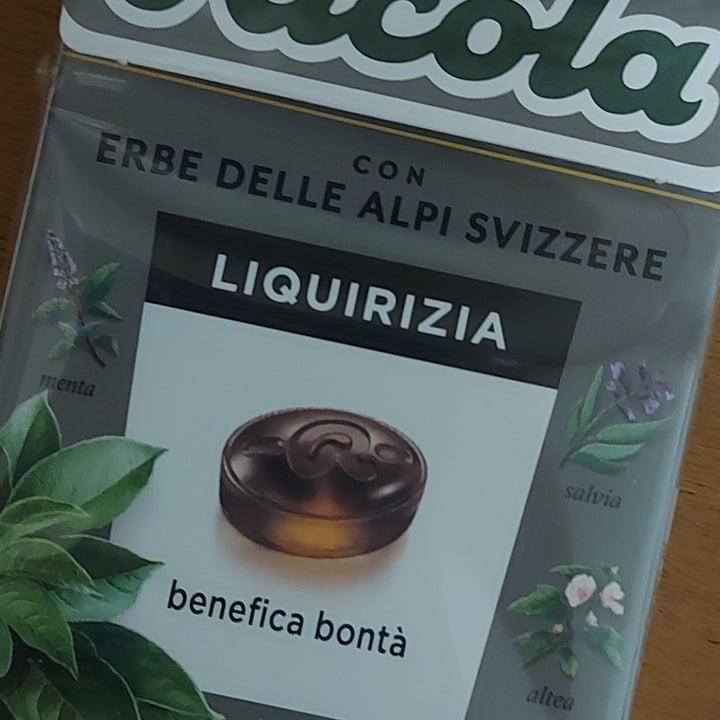 Ricola
CON
ERBE DELLE ALPI SVIZZERE
LIQUIRIZIA
menta
salvia
benefica bontà
altea